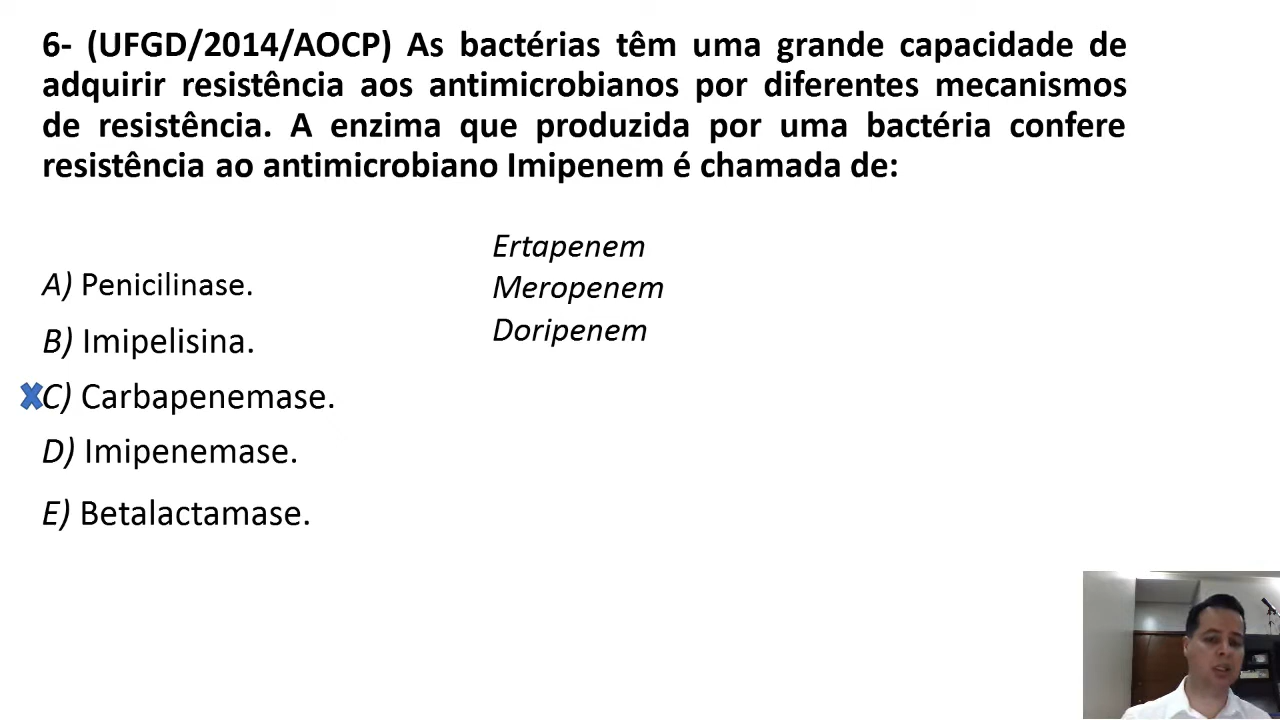 6- (UFGD/2014/AOCP) As bactérias têm uma grande capacidade de
adquirir resistência aos antimicrobianos por diferentes mecanismos
de resistência. A enzima que produzida por uma bactéria confere
resistência ao antimicrobiano Imipenem é chamada de:
A) Penicilinase.
B) Imipelisina.
C) Carbapenemase.
D) Imipenemase.
E) Betalactamase.
Ertapenem
Meropenem
Doripenem